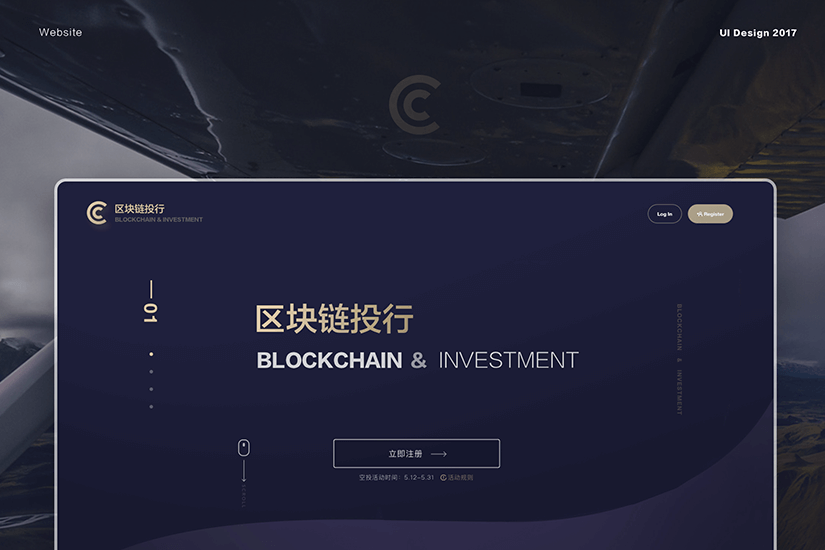 Website
UI Design 2017
区块链投行
BLOCKCHAIN & INVESTMENT
Log In
Register
01
区块链投行
BLOCKCHAIN & INVESTMENT
BLOCKCHAIN & INVESTMENT
立即注册
空投活动时间：5.12-5.31 活动规则
SCROLL